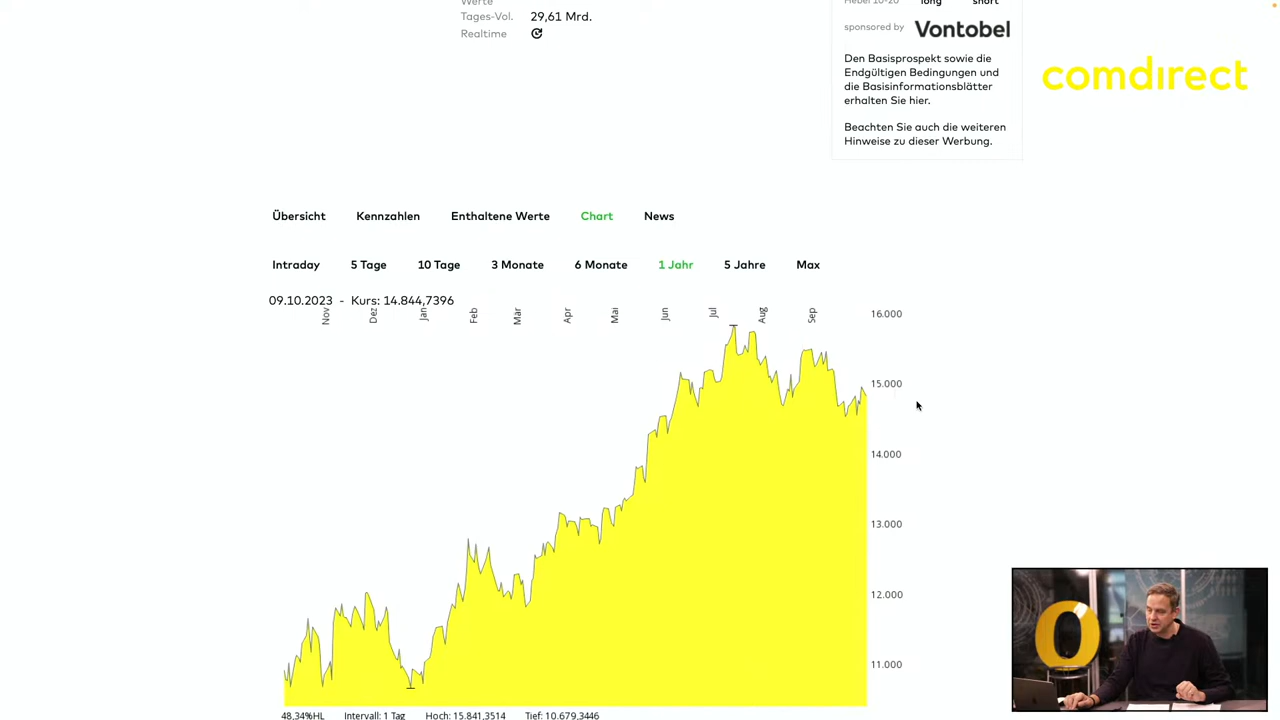 Werte
Tages-Vol. 29,61 Mrd.
Realtime
Hebel 10-20 long short
sponsored by Vontobel
Den Basisprospekt sowie die
Endgültigen Bedingungen und
die Basisinformationsblätter
erhalten Sie hier.
Beachten Sie auch die weiteren
Hinweise zu dieser Werbung.
comdirect
Übersicht Kennzahlen Enthaltene Werte Chart News
Intraday 5 Tage 10 Tage 3 Monate 6 Monate 1 Jahr 5 Jahre Max
09.10.2023 - Kurs: 14.844,7396
Nov Dez Jan Feb Mär Apr Mai Jun Jul Aug Sep
16.000
15.000
14.000
13.000
12.000
11.000
48,34%HL Intervall: 1 Tag Hoch: 15.841,3514 Tief: 10.679,3446